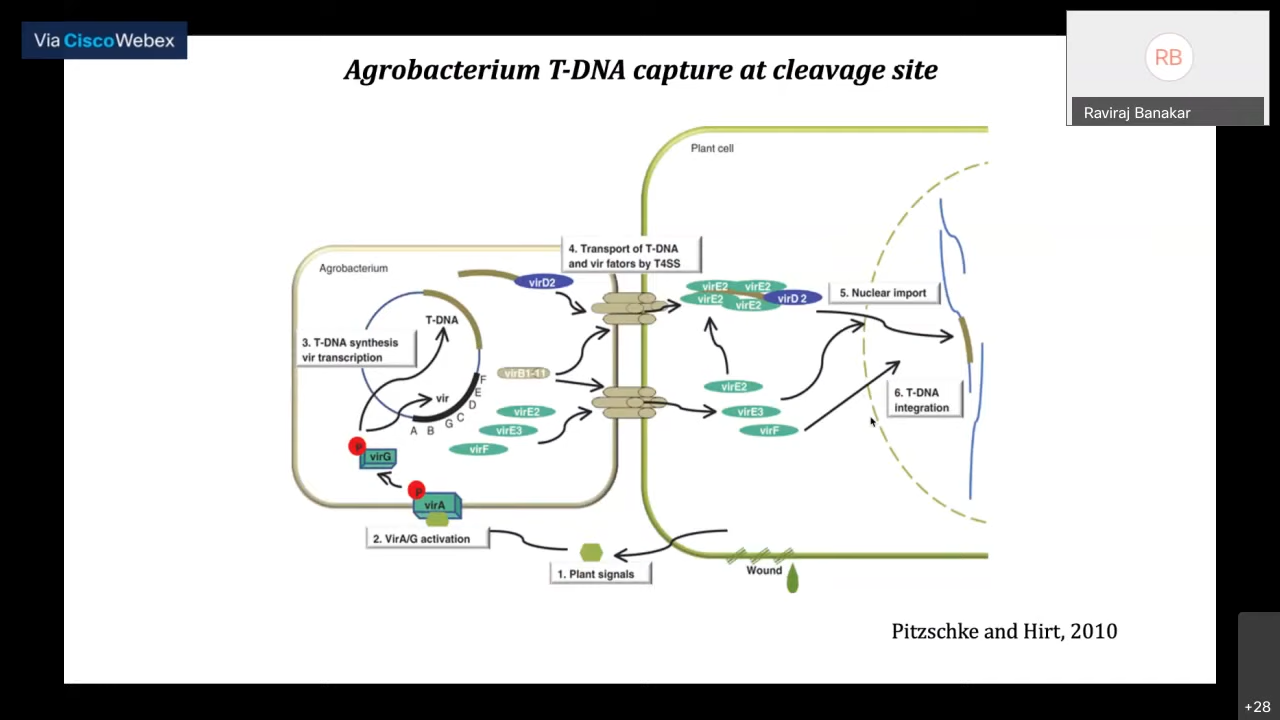 Via Cisco Webex
RB
Raviraj Banakar
Agrobacterium T-DNA capture at cleavage site
Plant cell
Agrobacterium
4. Transport of T-DNA
and vir fators by T4SS
virD2
virE2
virE2
virE2
virD 2
virE2
5. Nuclear import
T-DNA
3. T-DNA synthesis
vir transcription
virB1-11
F
E
D
C
G
B
A
vir
virE2
virE3
virF
virE2
virE3
virF
6. T-DNA
integration
P
virG
P
virA
2. VirA/G activation
1. Plant signals
Wound
Pitzschke and Hirt, 2010
+28